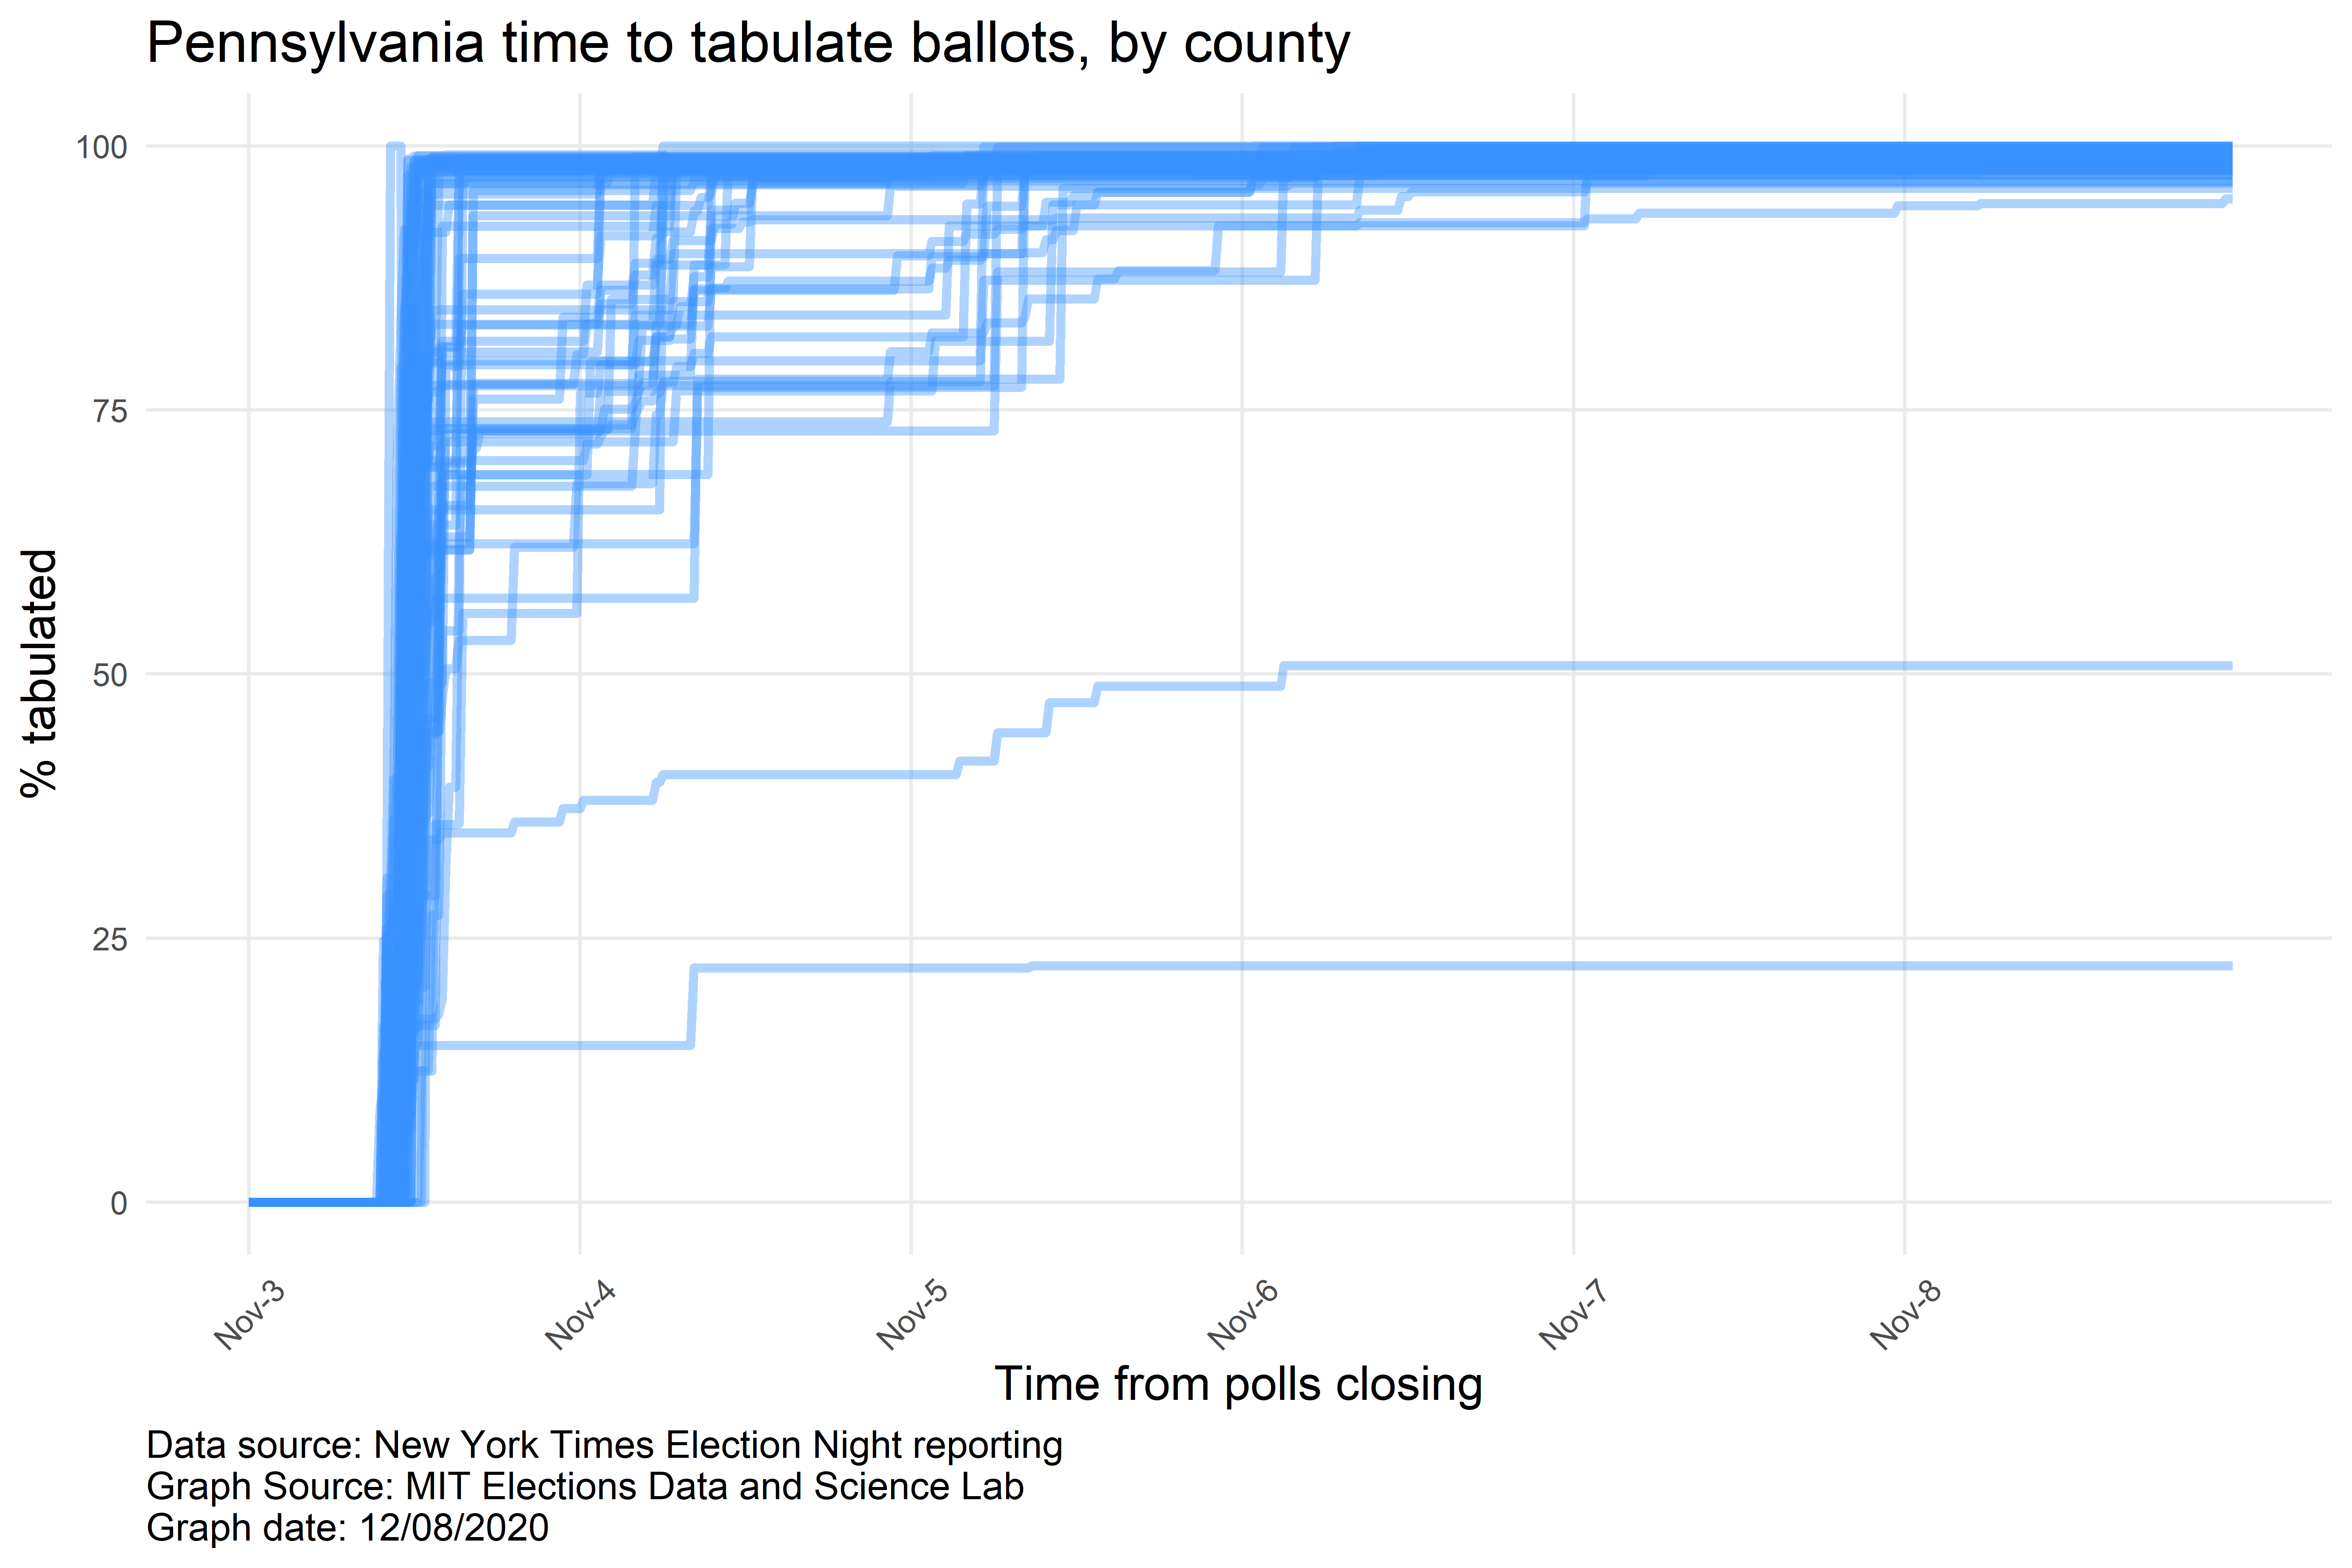 Pennsylvania time to tabulate ballots, by county
100
75
50
25
0
% tabulated
Nov-3
Nov-4
Nov-5
Nov-6
Nov-7
Nov-8
Time from polls closing
Data source: New York Times Election Night reporting
Graph Source: MIT Elections Data and Science Lab
Graph date: 12/08/2020